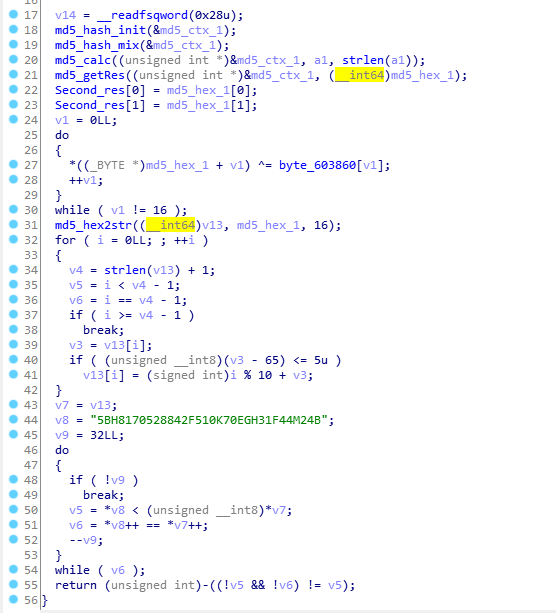 17 v14 = __readfsqword(0x28u);
18 md5_hash_init(&md5_ctx_1);
19 md5_hash_mix(&md5_ctx_1);
20 md5_calc((unsigned int *)&md5_ctx_1, a1, strlen(a1));
21 md5_getRes((unsigned int *)&md5_ctx_1, (__int64)md5_hex_1);
22 Second_res[0] = md5_hex_1[0];
23 Second_res[1] = md5_hex_1[1];
24 v1 = 0LL;
25 do
26 {
27 *((_BYTE *)md5_hex_1 + v1) ^= byte_603860[v1];
28 ++v1;
29 }
30 while ( v1 != 16 );
31 md5_hex2str((__int64)v13, md5_hex_1, 16);
32 for ( i = 0LL; ; ++i )
33 {
34 v4 = strlen(v13) + 1;
35 v5 = i < v4 - 1;
36 v6 = i == v4 - 1;
37 if ( i >= v4 - 1 )
38 break;
39 v3 = v13[i];
40 if ( (unsigned __int8)(v3 - 65) <= 5u )
41 v13[i] = (signed int)i % 10 + v3;
42 }
43 v7 = v13;
44 v8 = "5BH8170528842F510K70EGH31F44M24B";
45 v9 = 32LL;
46 do
47 {
48 if ( !v9 )
49 break;
50 v5 = *v8 < (unsigned __int8)*v7;
51 v6 = *v8++ == *v7++;
52 --v9;
53 }
54 while ( v6 );
55 return (unsigned int)-((!v5 && !v6) != v5);
56 }